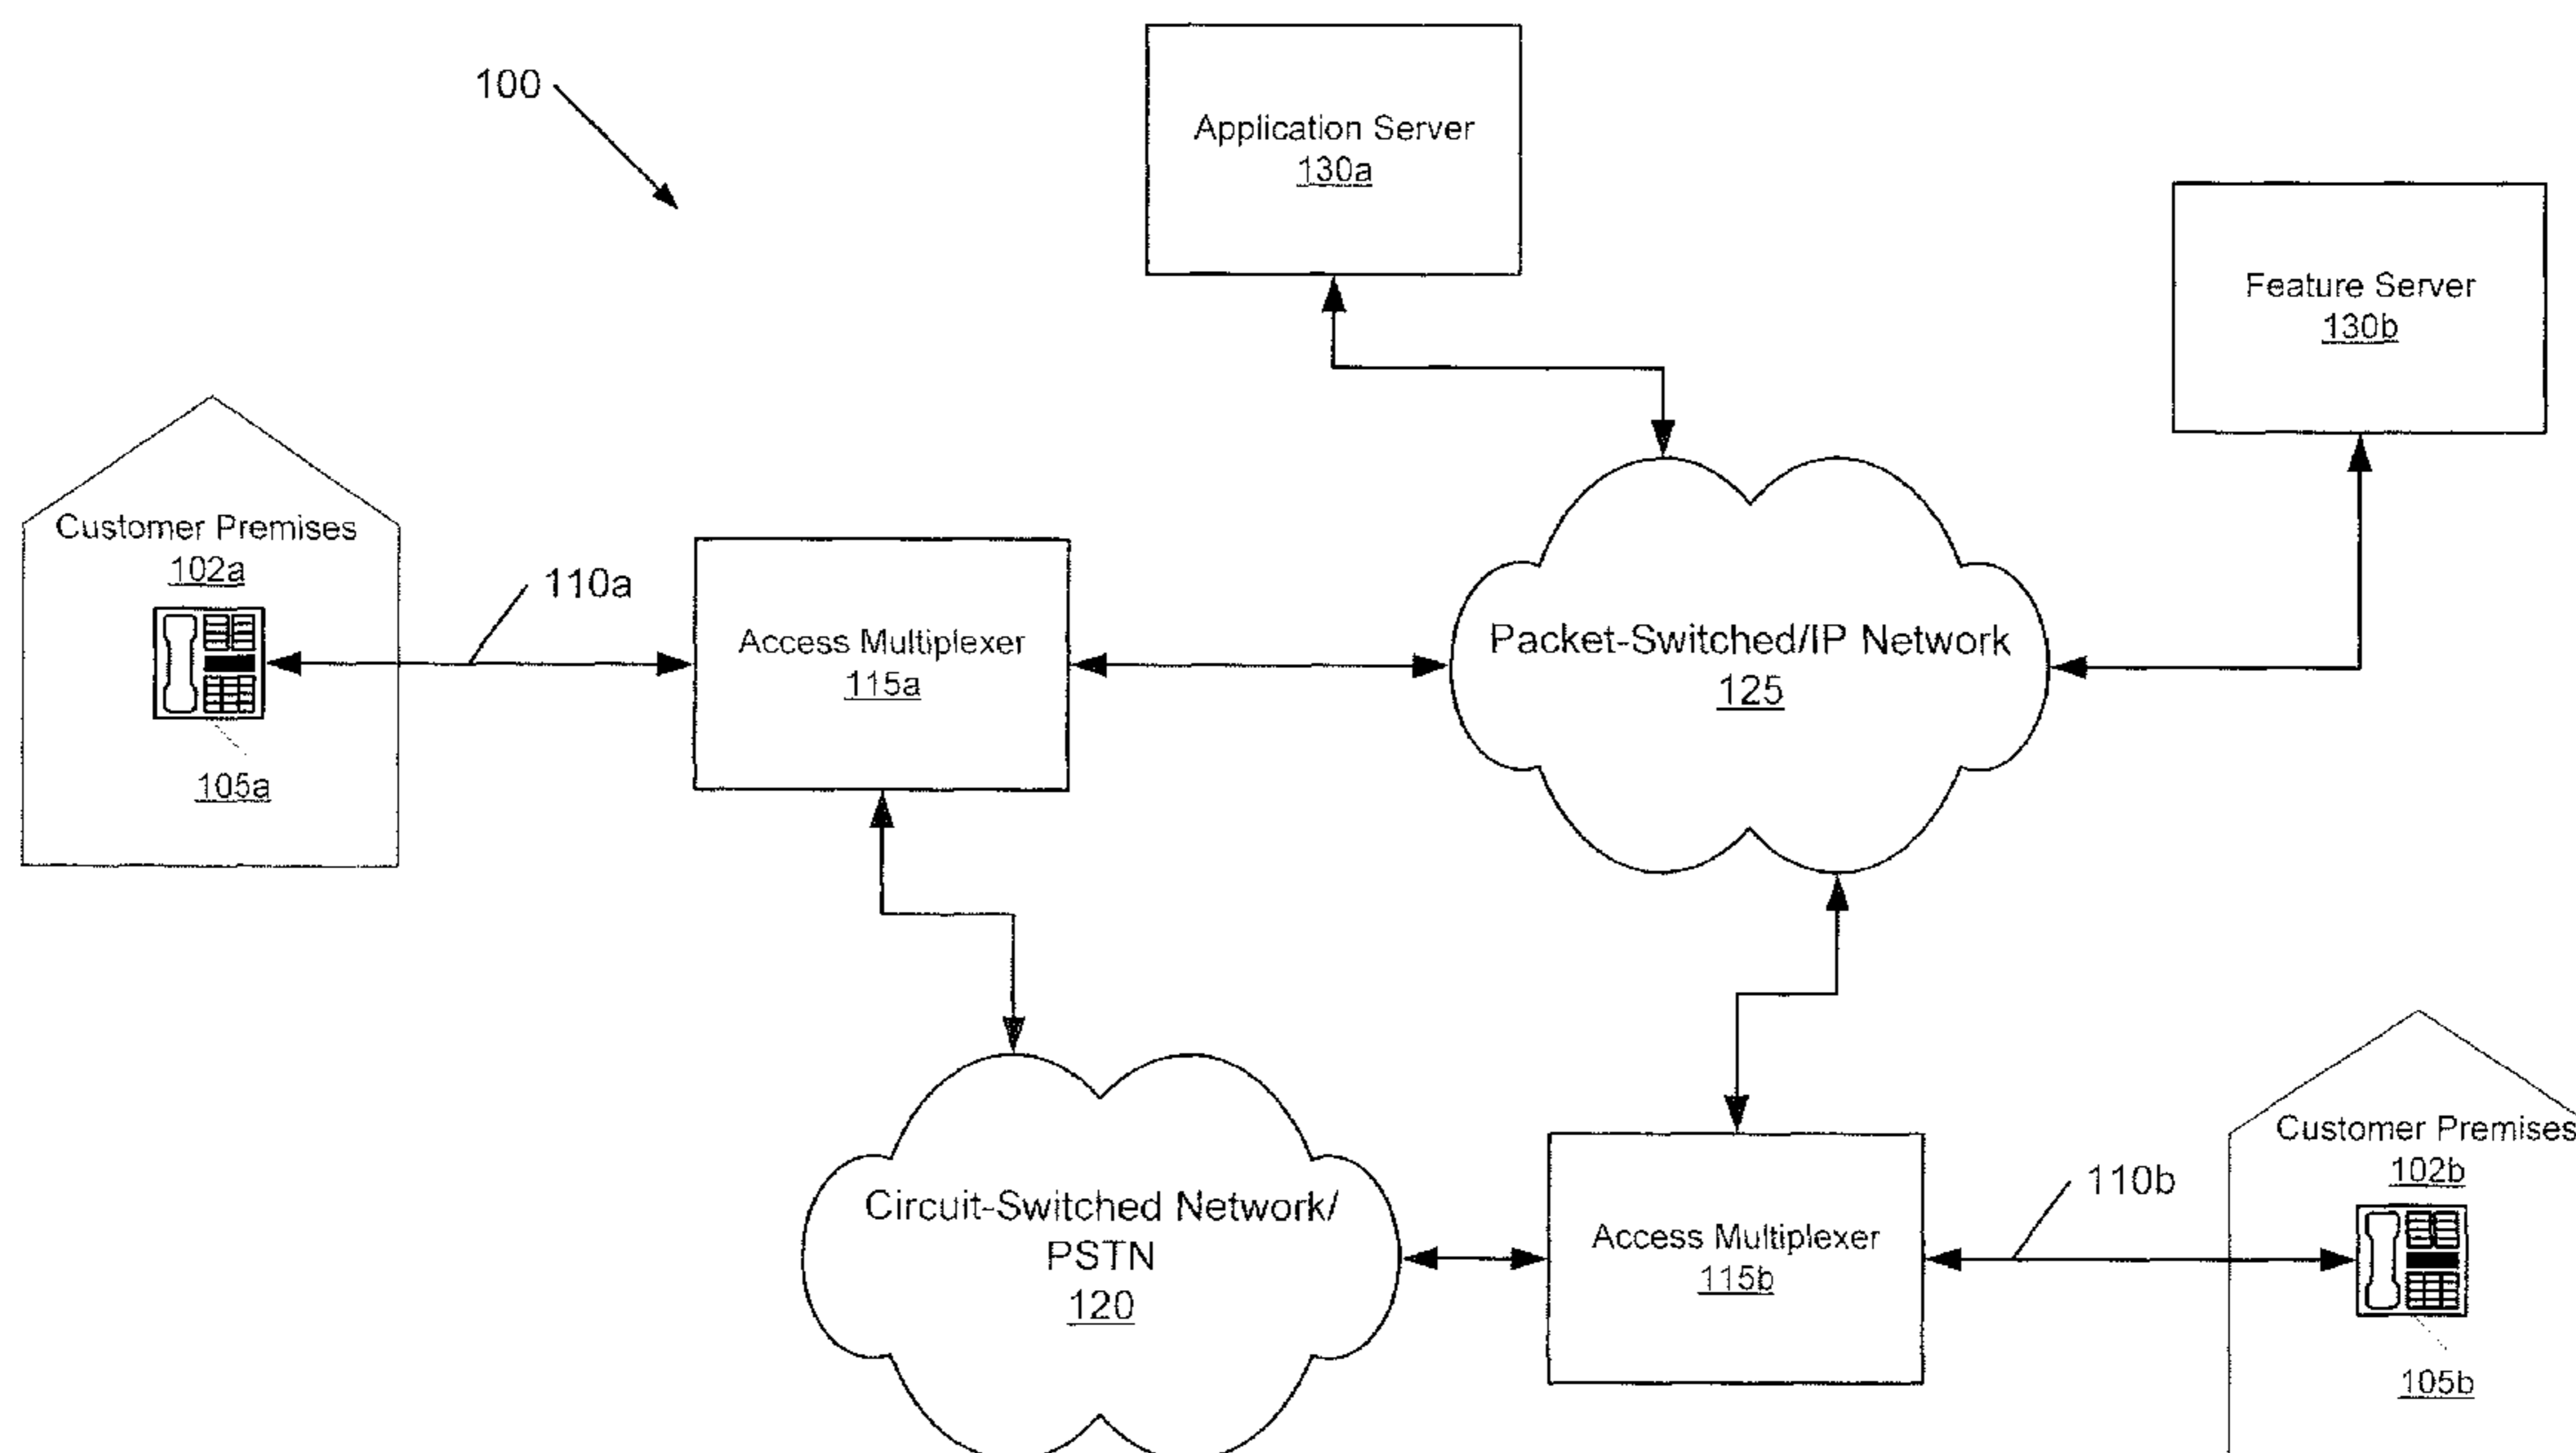 100
Application Server
130a
Feature Server
130b
Customer Premises
102a
110a
105a
Access Multiplexer
115a
Packet-Switched/IP Network
125
Circuit-Switched Network/
PSTN
120
Access Multiplexer
115b
110b
Customer Premises
102b
105b